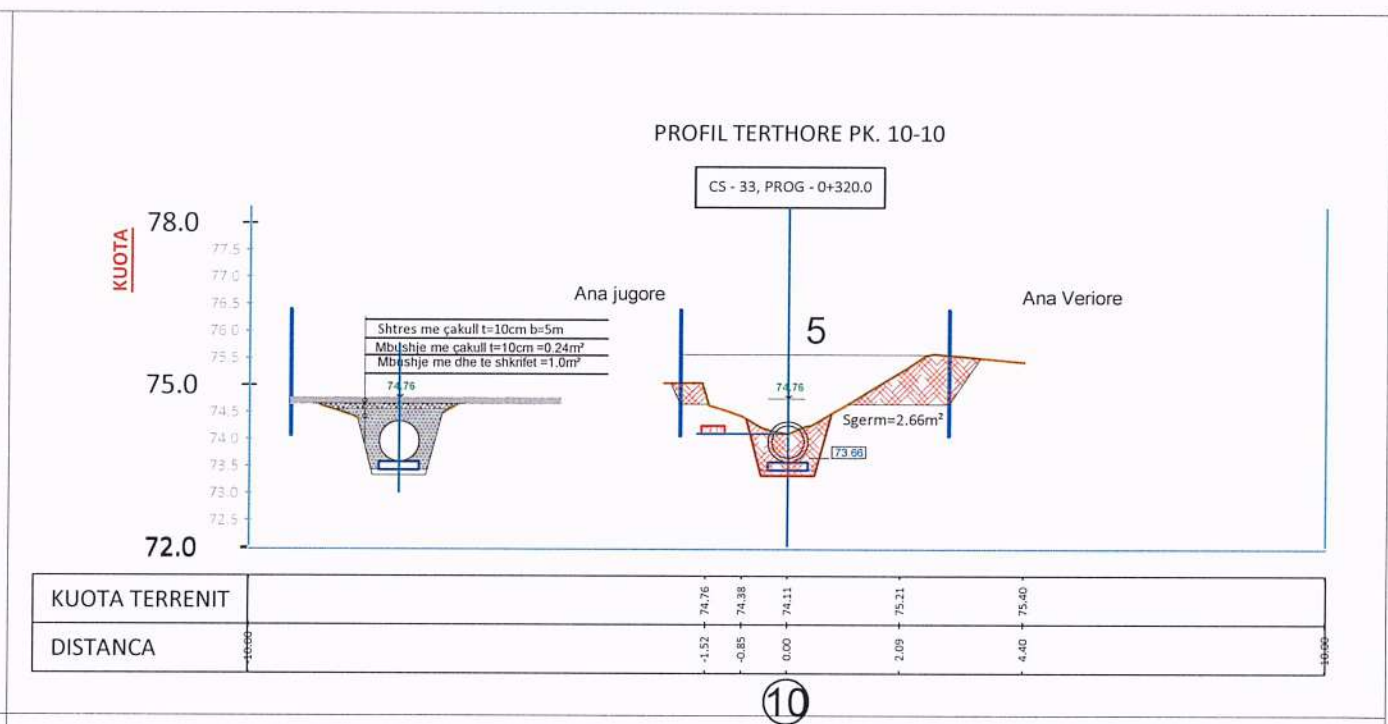 PROFIL TERTHORE PK. 10-10
CS - 33, PROG - 0+320.0
KUOTA
78.0
77.5
77.0
76.5
76.0
75.5
75.0
74.5
74.0
73.5
73.0
72.5
72.0
Ana jugore
Ana Veriore
5
Shtres me çakull t=10cm b=5m
Mbushje me çakull t=10cm =0.24m²
Mbushje me dhe te shkrifet =1.0m²
74.76
74.76
Sgerm=2.66m²
73.66
KUOTA TERRENIT
74.76
74.38
74.11
75.21
75.40
DISTANCA
-10.00
-1.52
-0.85
0.00
2.09
4.40
10.00
10